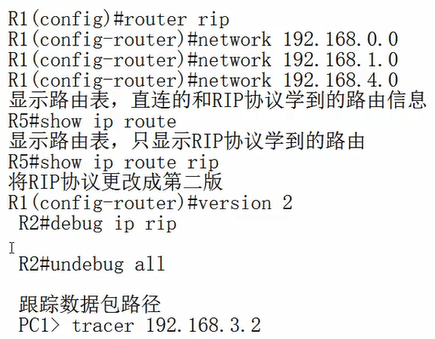 R1(config)#router rip
R1(config-router)#network 192.168.0.0
R1(config-router)#network 192.168.1.0
R1(config-router)#network 192.168.4.0
显示路由表，直连的和RIP协议学到的路由信息
R5#show ip route
显示路由表，只显示RIP协议学到的路由
R5#show ip route rip
将RIP协议更改成第二版
R1(config-router)#version 2
R2#debug ip rip
R2#undebug all
跟踪数据包路径
PC1> tracer 192.168.3.2